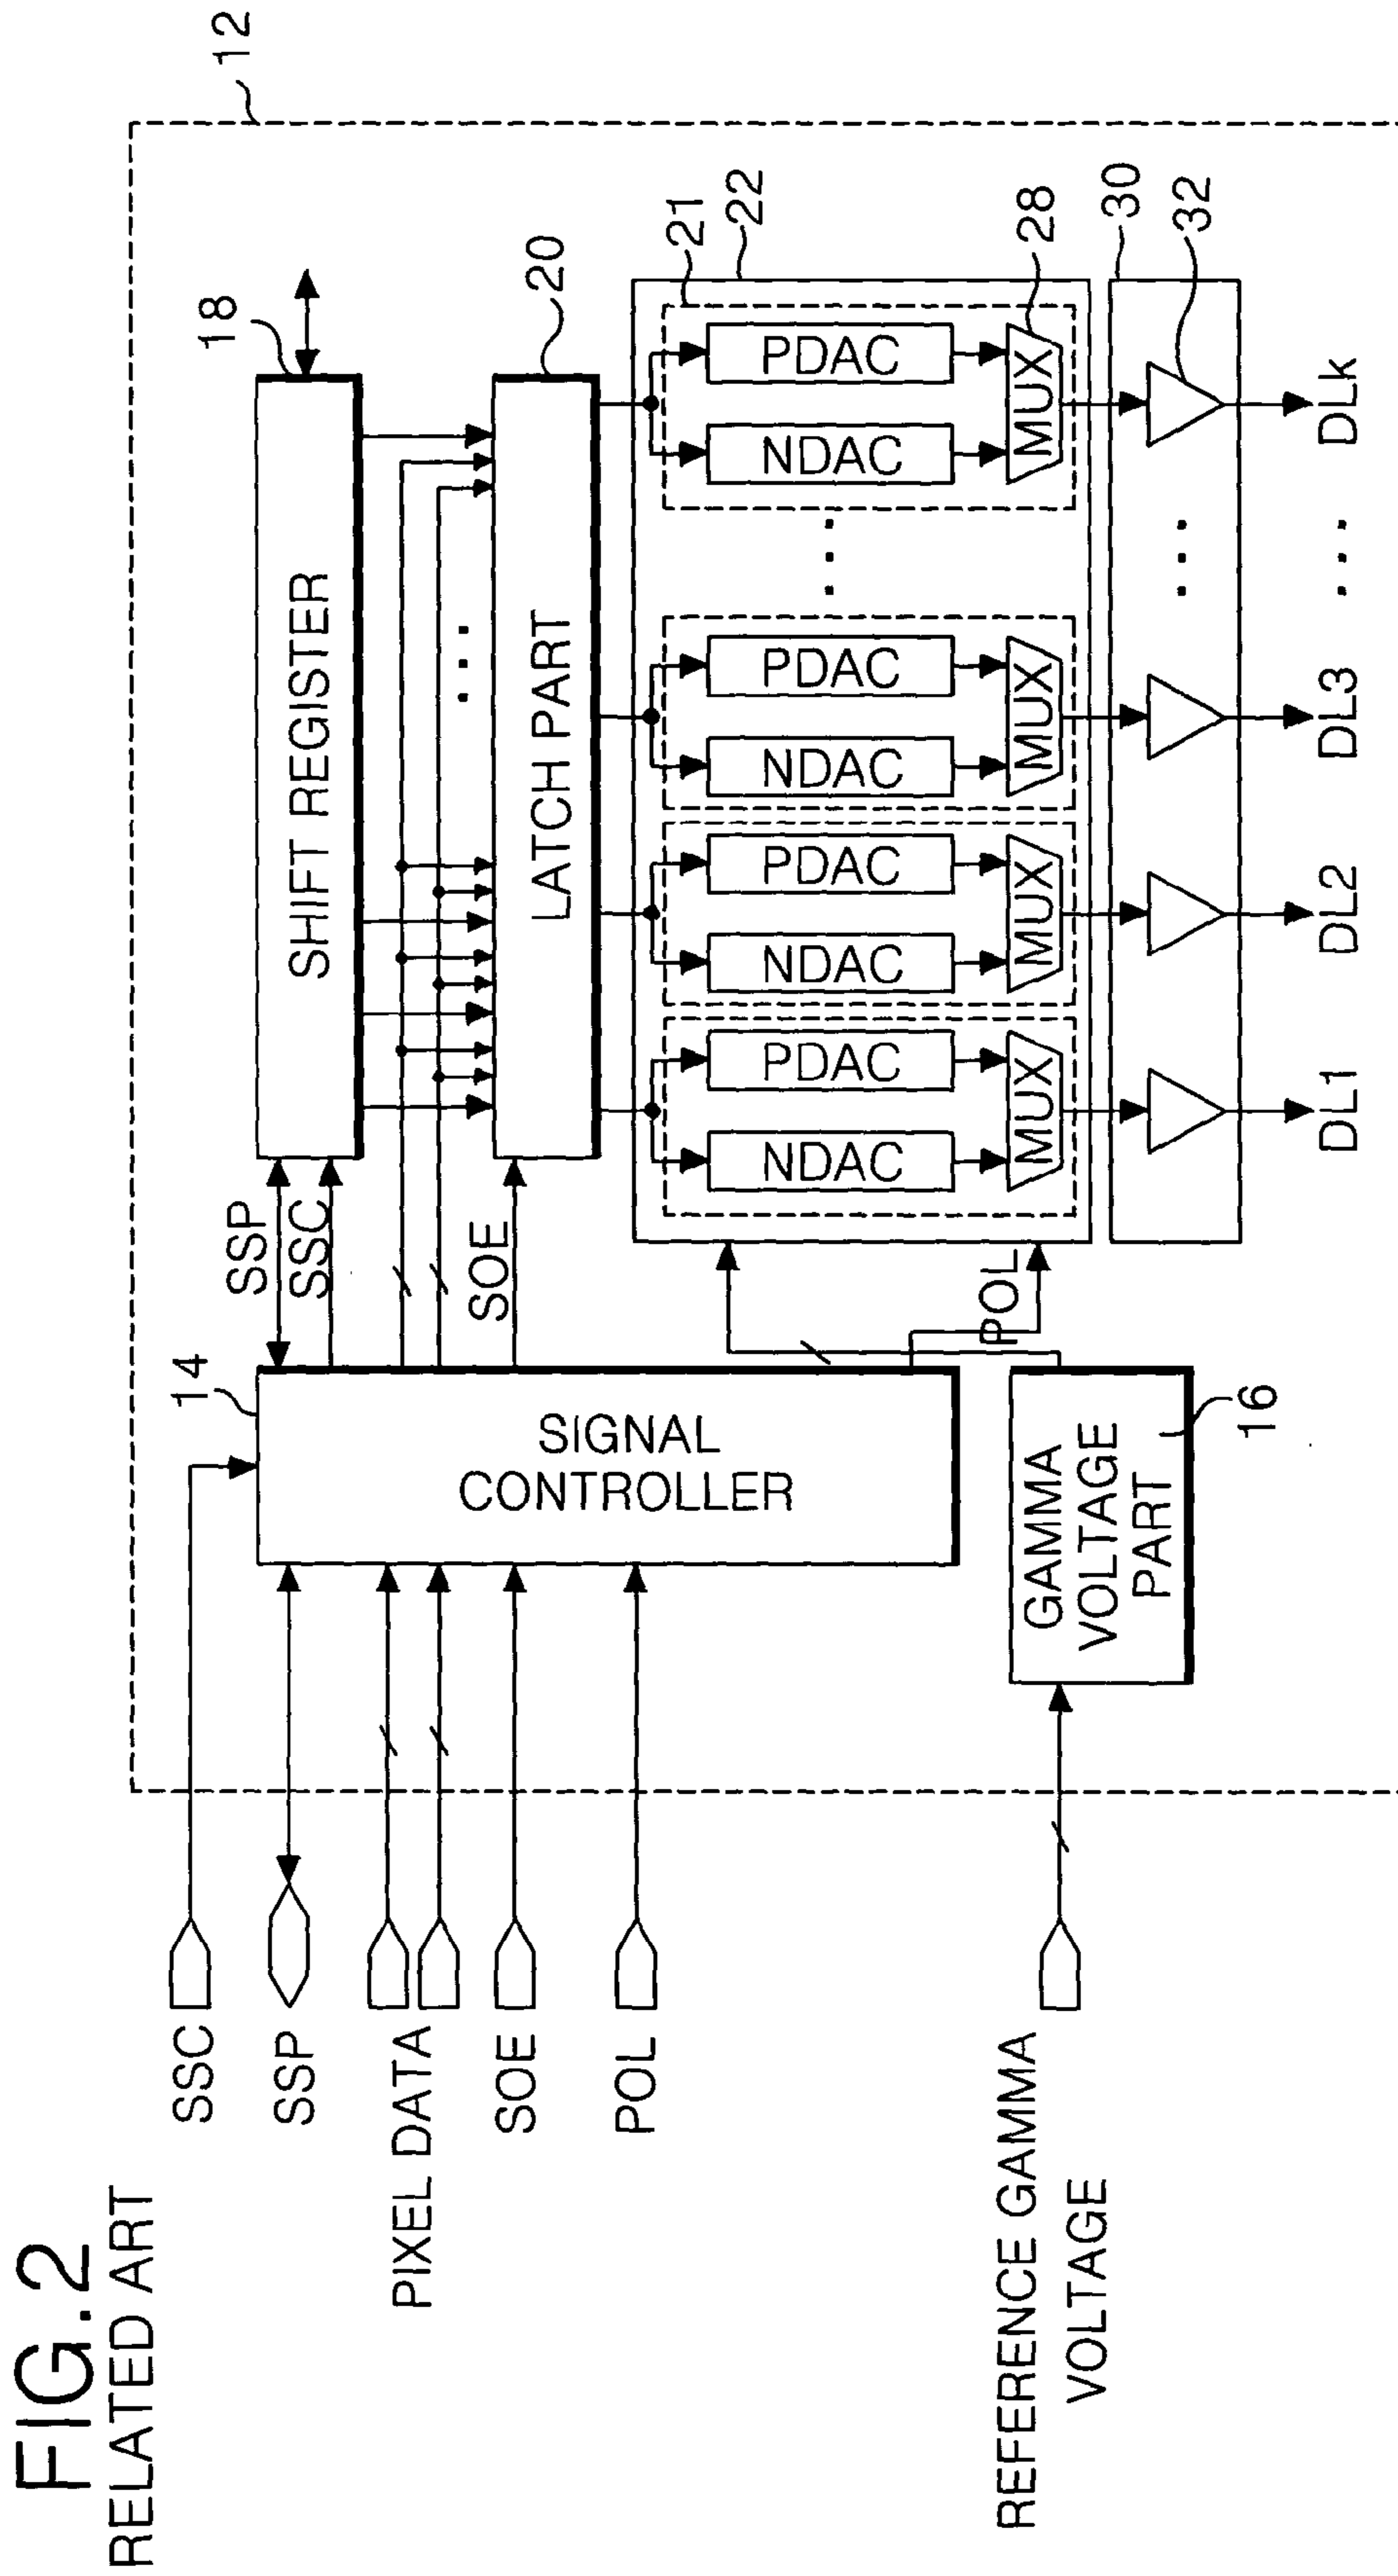 FIG.2
RELATED ART
12
SSC
SSP
PIXEL DATA
SOE
POL
REFERENCE GAMMA
VOLTAGE
14
SIGNAL
CONTROLLER
GAMMA
VOLTAGE
PART
16
SSP
SSC
SOE
POL
18
SHIFT REGISTER
20
LATCH PART
21
22
NDAC
PDAC
NDAC
PDAC
NDAC
PDAC
NDAC
PDAC
MUX
MUX
MUX
MUX
28
30
32
DL1
DL2
DL3
DLk